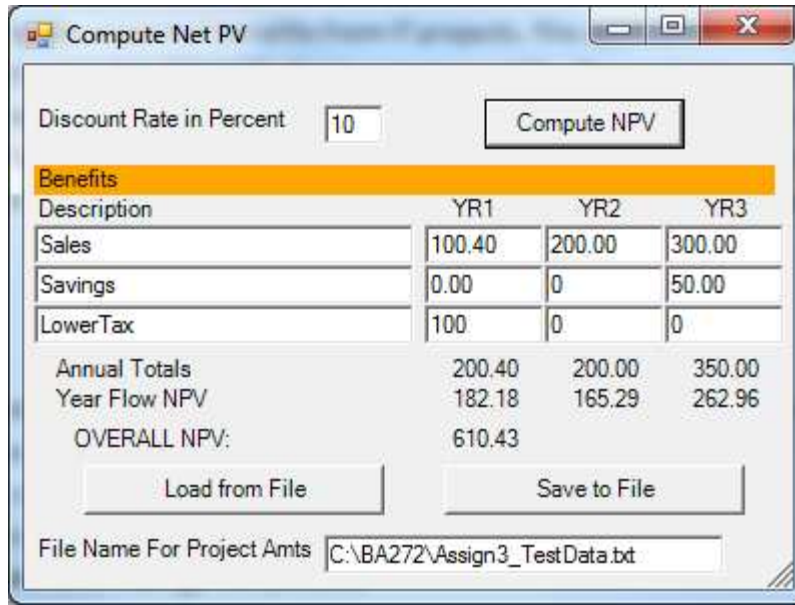 Compute Net PV
Discount Rate in Percent 10 Compute NPV
Benefits
Description YR1 YR2 YR3
Sales 100.40 200.00 300.00
Savings 0.00 0 50.00
LowerTax 100 0 0
Annual Totals 200.40 200.00 350.00
Year Flow NPV 182.18 165.29 262.96
OVERALL NPV: 610.43
Load from File Save to File
File Name For Project Amts C:\BA272\Assign3_TestData.txt